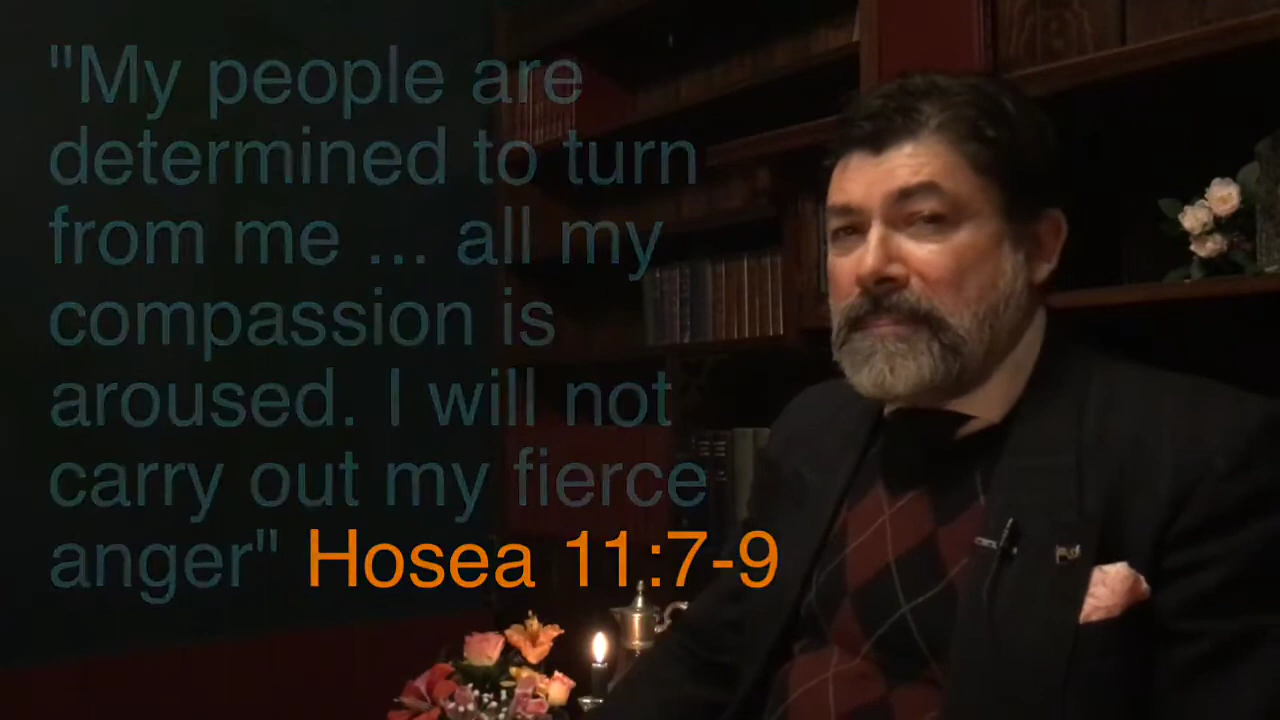 "My people are
determined to turn
from me ... all my
compassion is
aroused. I will not
carry out my fierce
anger" Hosea 11:7-9